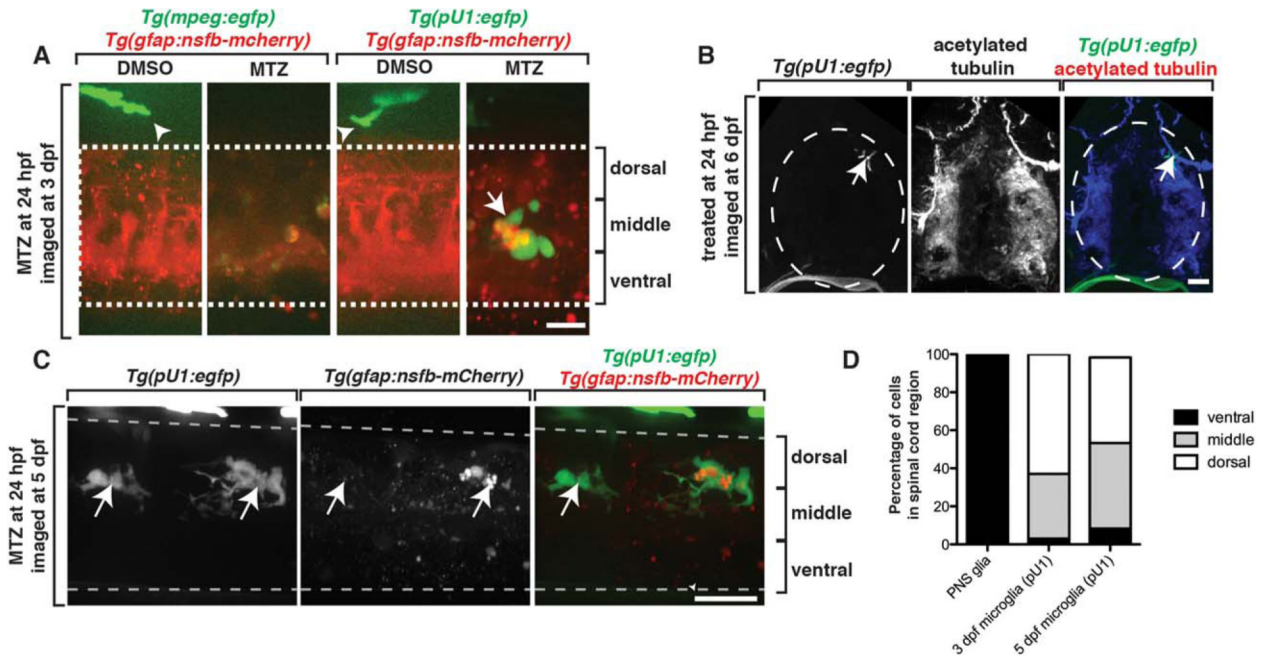 A
Tg(mpeg:egfp)
Tg(gfap:nsfb-mcherry)
DMSO
MTZ
Tg(pU1:egfp)
Tg(gfap:nsfb-mcherry)
DMSO
MTZ
MTZ at 24 hpf
imaged at 3 dpf
dorsal
middle
ventral
B
Tg(pU1:egfp)
acetylated
tubulin
Tg(pU1:egfp)
acetylated tubulin
treated at 24 hpf
imaged at 6 dpf
C
Tg(pU1:egfp)
Tg(gfap:nsfb-mCherry)
Tg(pU1:egfp)
Tg(gfap:nsfb-mCherry)
MTZ at 24 hpf
imaged at 5 dpf
dorsal
middle
ventral
D
Percentage of cells
in spinal cord region
100
80
60
40
20
0
PNS glia
3 dpf microglia (pU1)
5 dpf microglia (pU1)
ventral
middle
dorsal